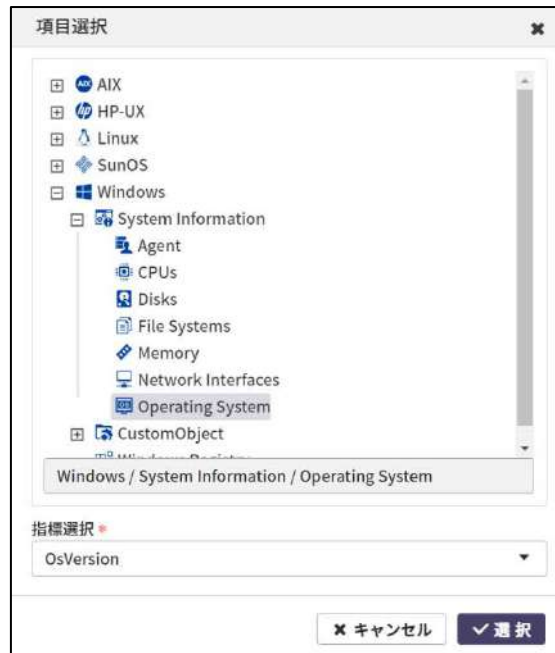 項目選択
AIX
HP-UX
Linux
SunOS
Windows
System Information
Agent
CPUs
Disks
File Systems
Memory
Network Interfaces
Operating System
CustomObject
Windows Registry
Windows / System Information / Operating System
指標選択 *
OsVersion
キャンセル
選択